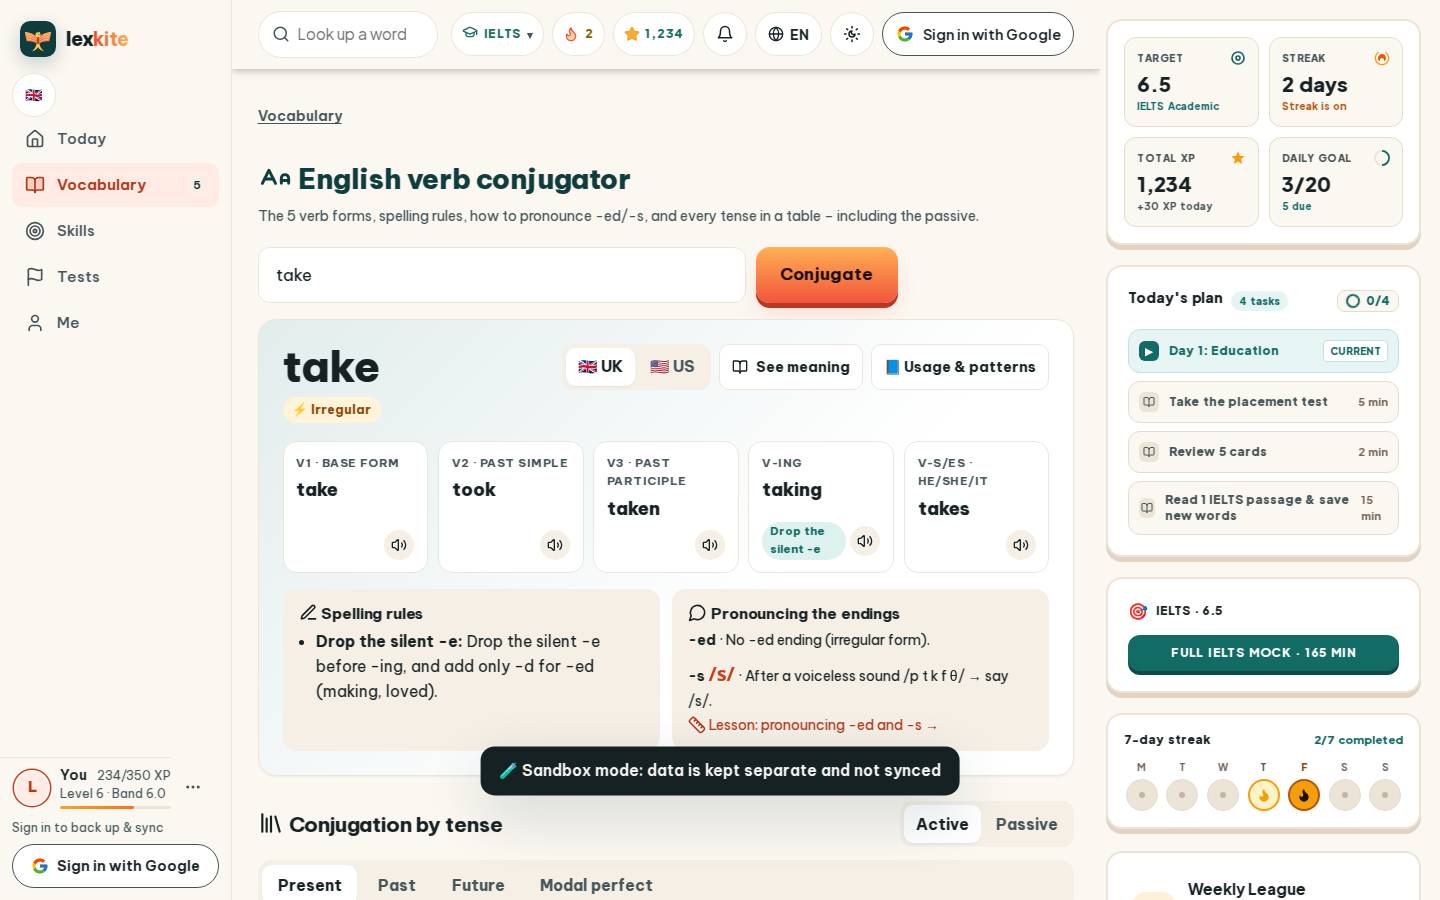 lexkite
Today
Vocabulary 5
Skills
Tests
Me
L You 234/350 XP
Level 6 · Band 6.0
Sign in to back up & sync
Sign in with Google
Look up a word
IELTS ▾
2
1,234
EN
Sign in with Google
Vocabulary
English verb conjugator
The 5 verb forms, spelling rules, how to pronounce -ed/-s, and every tense in a table – including the passive.
take
Conjugate
take
🇬🇧 UK
🇺🇸 US
See meaning
Usage & patterns
⚡ Irregular
V1 · BASE FORM
take
V2 · PAST SIMPLE
took
V3 · PAST
PARTICIPLE
taken
V-ING
taking
Drop the
silent -e
V-S/ES ·
HE/SHE/IT
takes
Spelling rules
• Drop the silent -e: Drop the silent -e
before -ing, and add only -d for -ed
(making, loved).
Pronouncing the endings
-ed · No -ed ending (irregular form).
-s /S/ · After a voiceless sound /p t k f θ/ → say
/s/.
Lesson: pronouncing -ed and -s →
Sandbox mode: data is kept separate and not synced
Conjugation by tense
Active
Passive
Present
Past
Future
Modal perfect
TARGET
6.5
IELTS Academic
STREAK
2 days
Streak is on
TOTAL XP
1,234
+30 XP today
DAILY GOAL
3/20
5 due
Today's plan 4 tasks 0/4
Day 1: Education CURRENT
Take the placement test 5 min
Review 5 cards 2 min
Read 1 IELTS passage & save 15
new words min
IELTS · 6.5
FULL IELTS MOCK · 165 MIN
7-day streak 2/7 completed
M T W T F S S
Weekly League